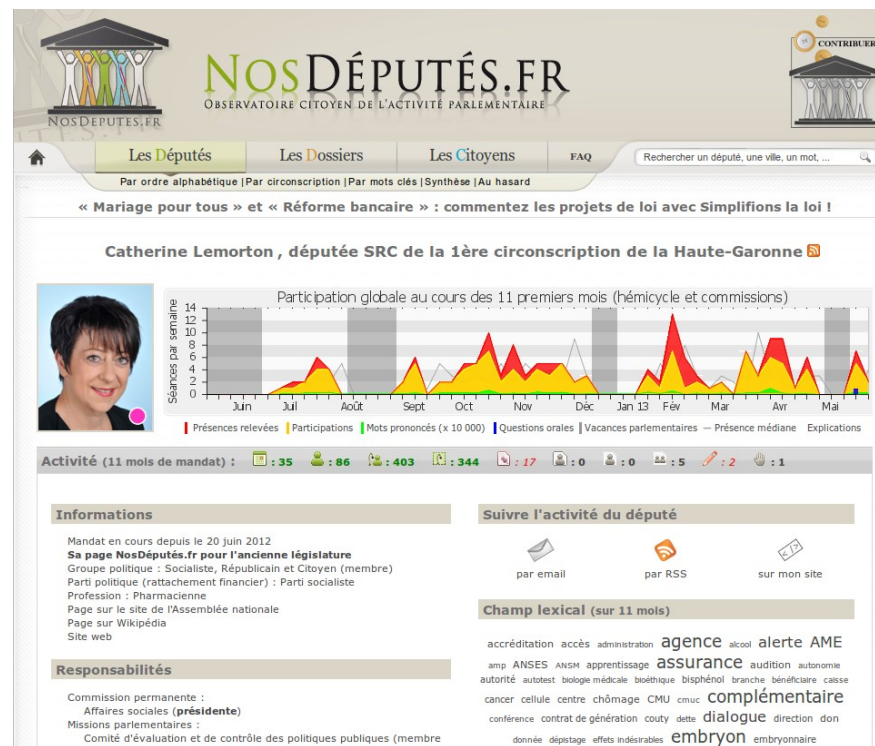 NOSDÉPUTÉS.FR
OBSERVATOIRE CITOYEN DE L'ACTIVITÉ PARLEMENTAIRE
NOSDEPUTES.FR
CONTRIBUER
Les Députés Les Dossiers Les Citoyens FAQ Rechercher un député, une ville, un mot, ...
Par ordre alphabétique | Par circonscription | Par mots clés | Synthèse | Au hasard
« Mariage pour tous » et « Réforme bancaire » : commentez les projets de loi avec Simplifions la loi !
Catherine Lemorton , députée SRC de la 1ère circonscription de la Haute-Garonne
Participation globale au cours des 11 premiers mois (hémicycle et commissions)
Séances par semaine
14
12
10
8
6
4
2
0
Juin Juil Août Sept Oct Nov Déc Jan 13 Fév Mar Avr Mai
Présences relevées Participations Mots prononcés (x 10 000) Questions orales Vacances parlementaires — Présence médiane Explications
Activité (11 mois de mandat) : : 35 : 86 : 403 : 344 : 17 : 0 : 0 : 5 : 2 : 1
Informations
Mandat en cours depuis le 20 juin 2012
Sa page NosDéputés.fr pour l'ancienne législature
Groupe politique : Socialiste, Républicain et Citoyen (membre)
Parti politique (rattachement financier) : Parti socialiste
Profession : Pharmacienne
Page sur le site de l'Assemblée nationale
Page sur Wikipédia
Site web
Responsabilités
Commission permanente :
Affaires sociales (présidente)
Missions parlementaires :
Comité d'évaluation et de contrôle des politiques publiques (membre
Suivre l'activité du député
par email par RSS sur mon site
Champ lexical (sur 11 mois)
accréditation accès administration agence alcool alerte AME
amp ANSES ANSM apprentissage assurance audition autonomie
autorité autotest biologie médicale bioéthique bisphénol branche bénéficiaire caisse
cancer cellule centre chômage CMU cmuc complémentaire
conférence contrat de génération couty dette dialogue direction don
donnée dépistage effets indésirables embryon embryonnaire